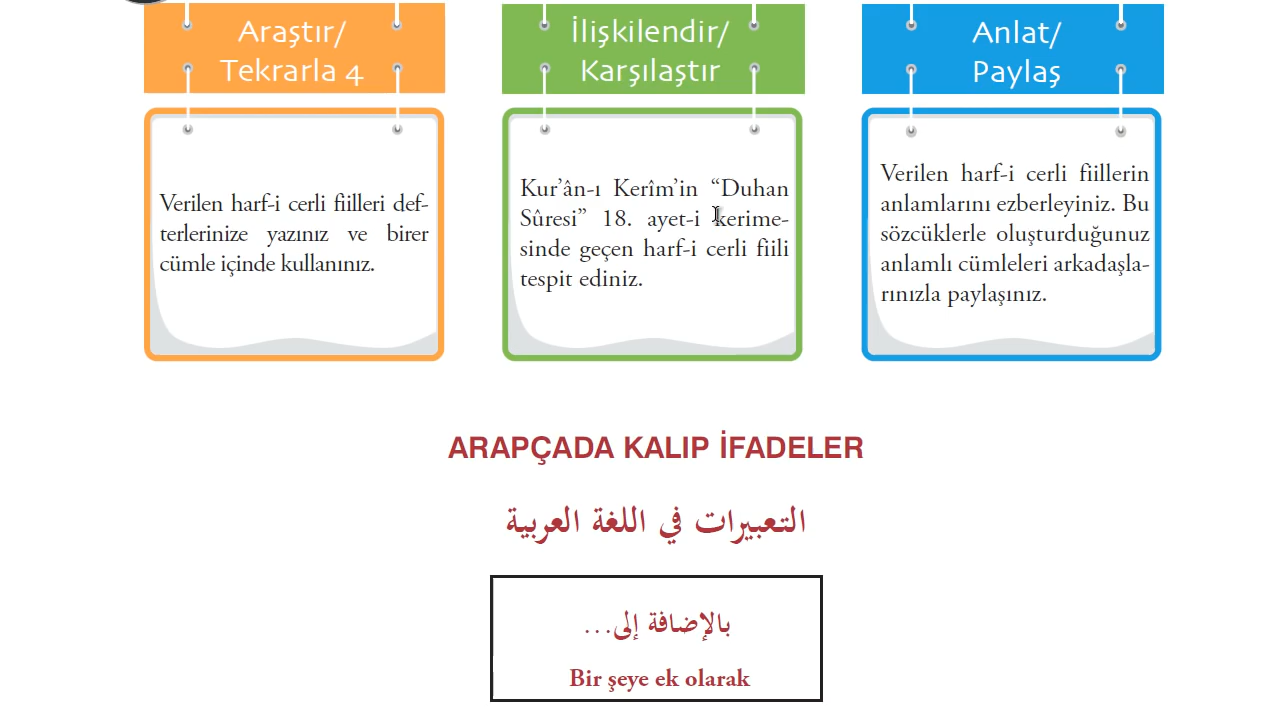 Araştır/
Tekrarla 4
Verilen harf-i cerli fiilleri def-
terlerinize yazınız ve birer
cümle içinde kullanınız.
İlişkilendir/
Karşılaştır
Kur’ân-ı Kerîm’in “Duhan
Sûresi” 18. ayet-i kerime-
sinde geçen harf-i cerli fiili
tespit ediniz.
Anlat/
Paylaş
Verilen harf-i cerli fiillerin
anlamlarını ezberleyiniz. Bu
sözcüklerle oluşturduğunuz
anlamlı cümleleri arkadaşla-
rınızla paylaşınız.
ARAPÇADA KALIP İFADELER
التعبيرات في اللغة العربية
بالإضافة إلى...
Bir şeye ek olarak